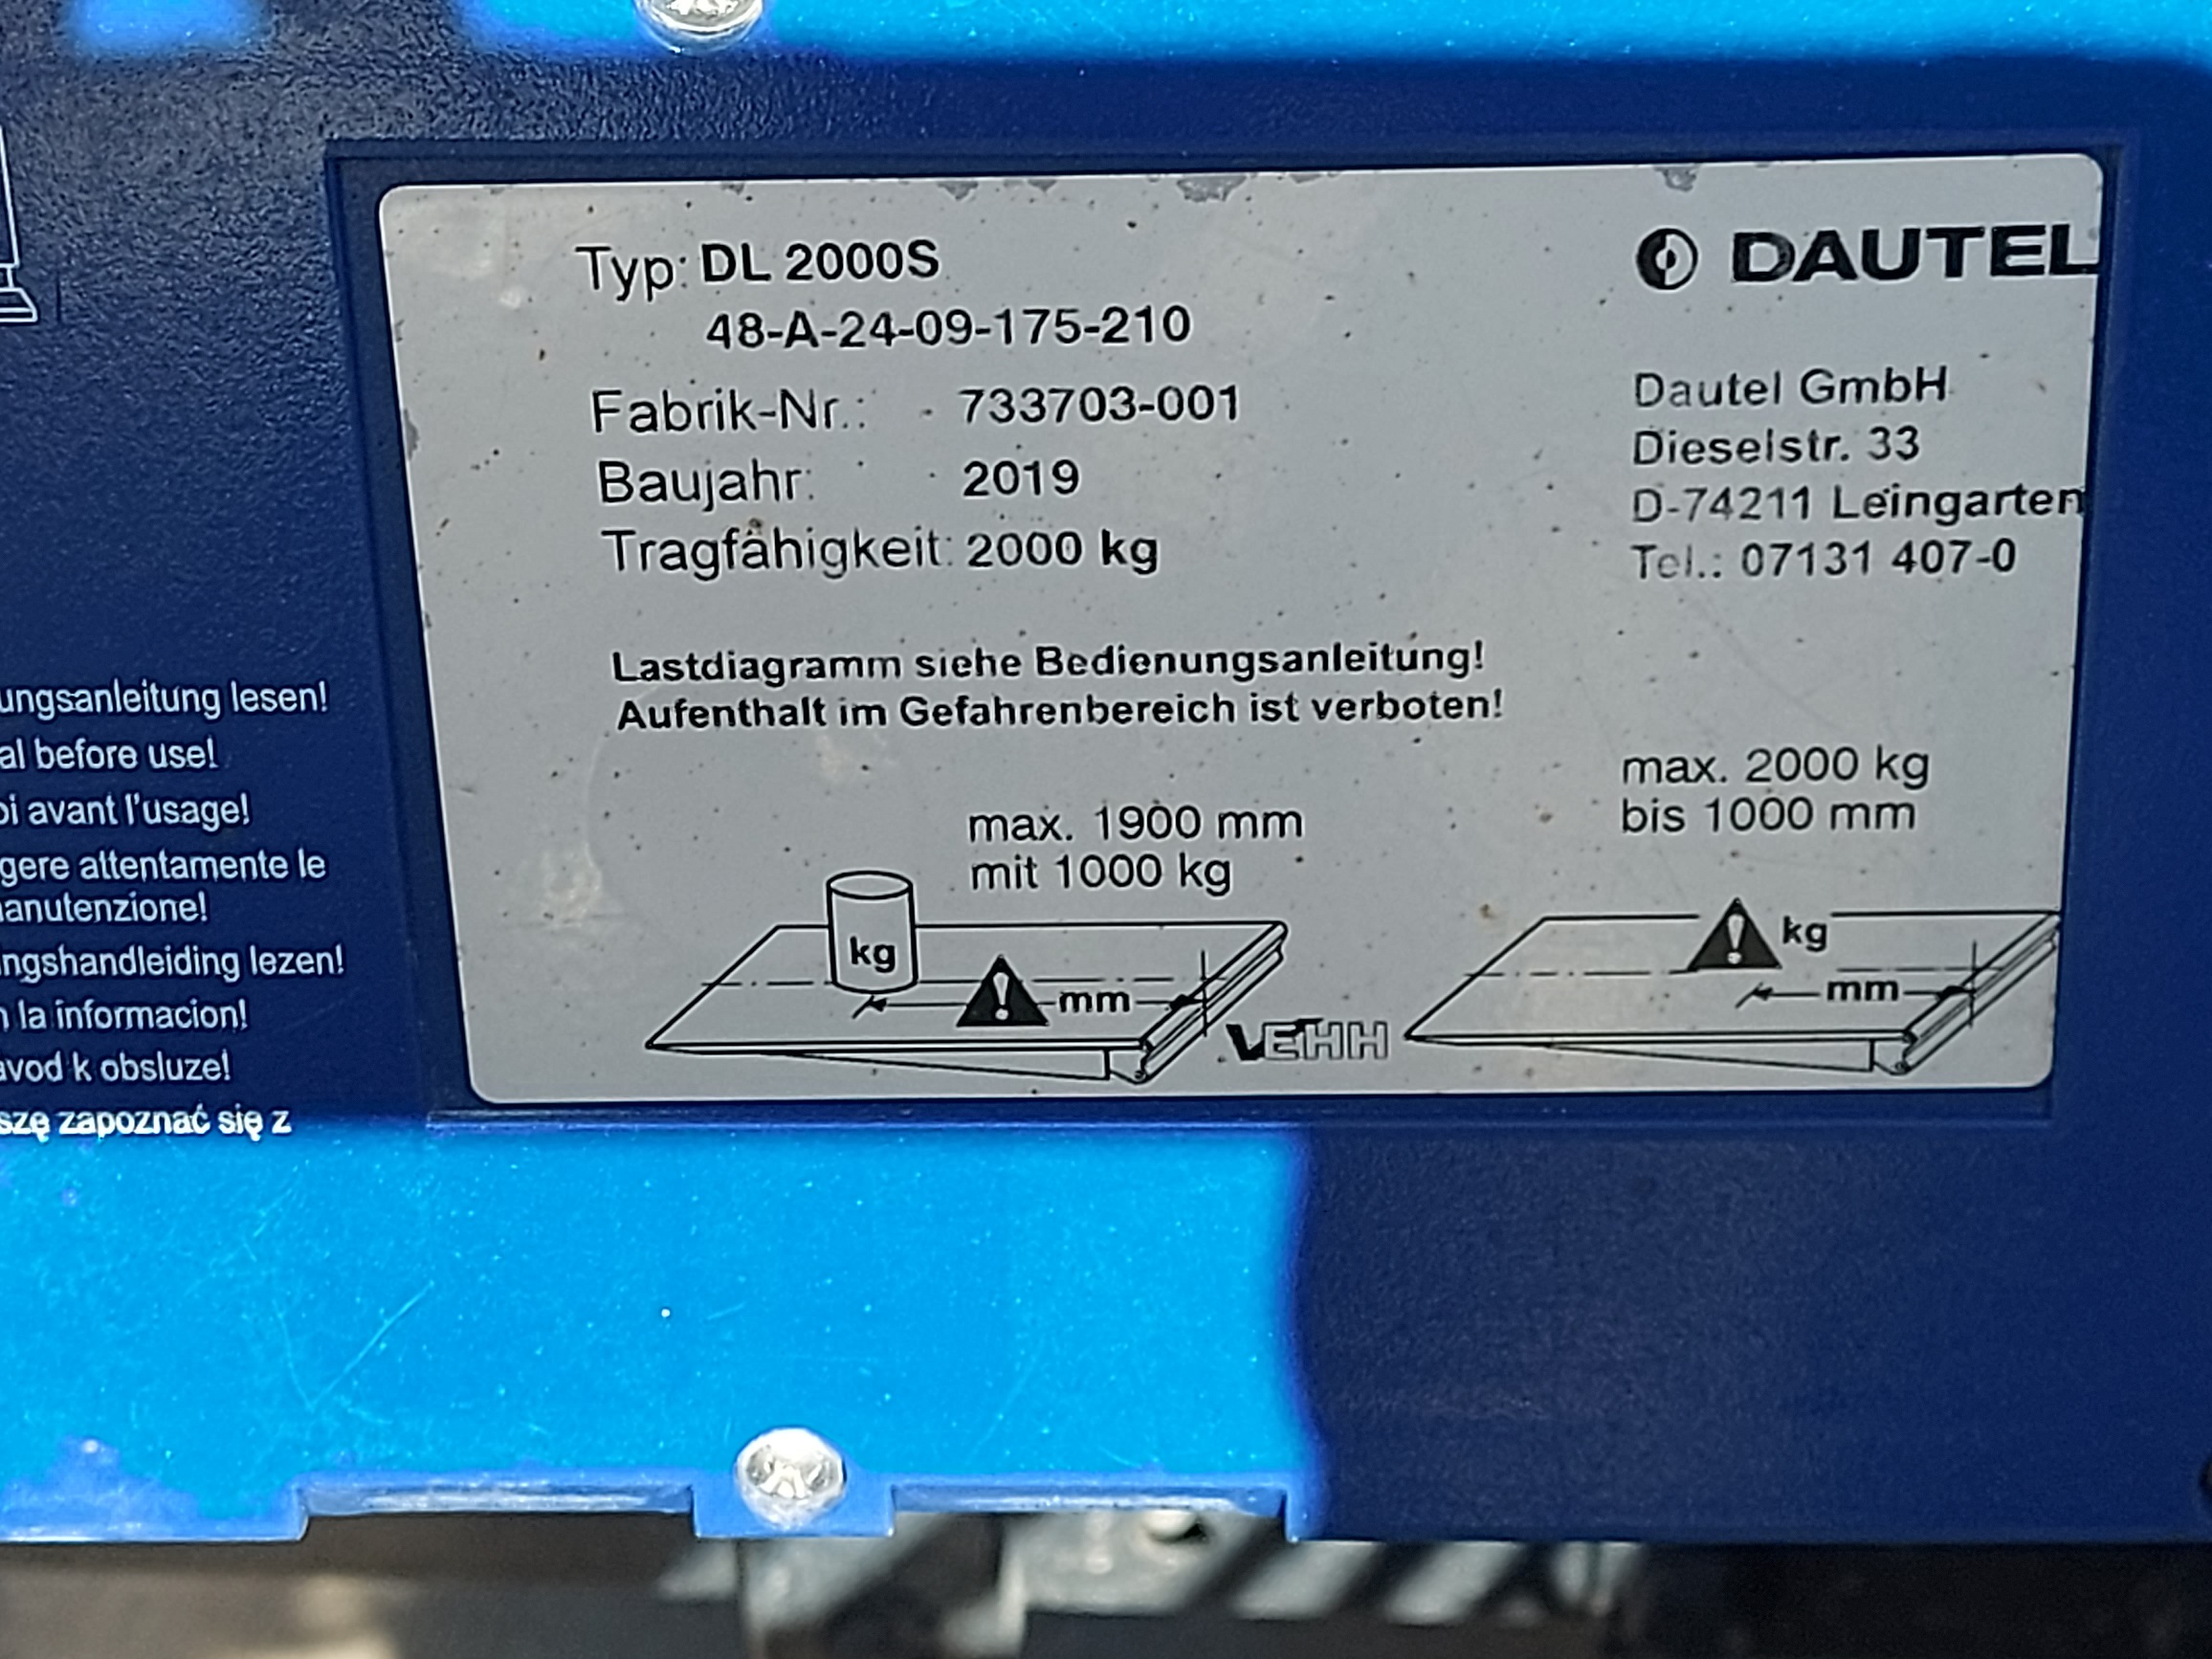 Typ: DL 2000S
48-A-24-09-175-210
Fabrik-Nr.: 733703-001
Baujahr: 2019
Tragfähigkeit: 2000 kg
DAUTEL
Dautel GmbH
Dieselstr. 33
D-74211 Leingarten
Tel.: 07131 407-0
Lastdiagramm siehe Bedienungsanleitung!
Aufenthalt im Gefahrenbereich ist verboten!
max. 1900 mm
mit 1000 kg
kg
mm
max. 2000 kg
bis 1000 mm
kg
mm
VEHH
ungsanleitung lesen!
al before use!
oi avant l'usage!
gere attentamente le
manutenzione!
ngshandleiding lezen!
n la informacion!
avod k obsluze!
szę zapoznać się z